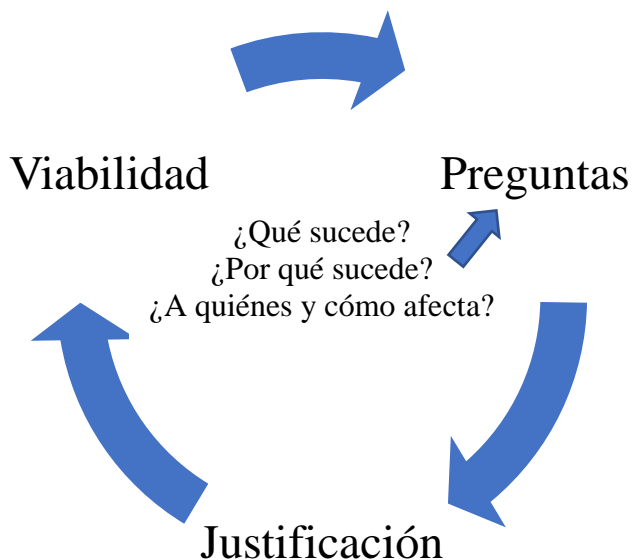 Viabilidad
Preguntas
¿Qué sucede?
¿Por qué sucede?
¿A quiénes y cómo afecta?
Justificación